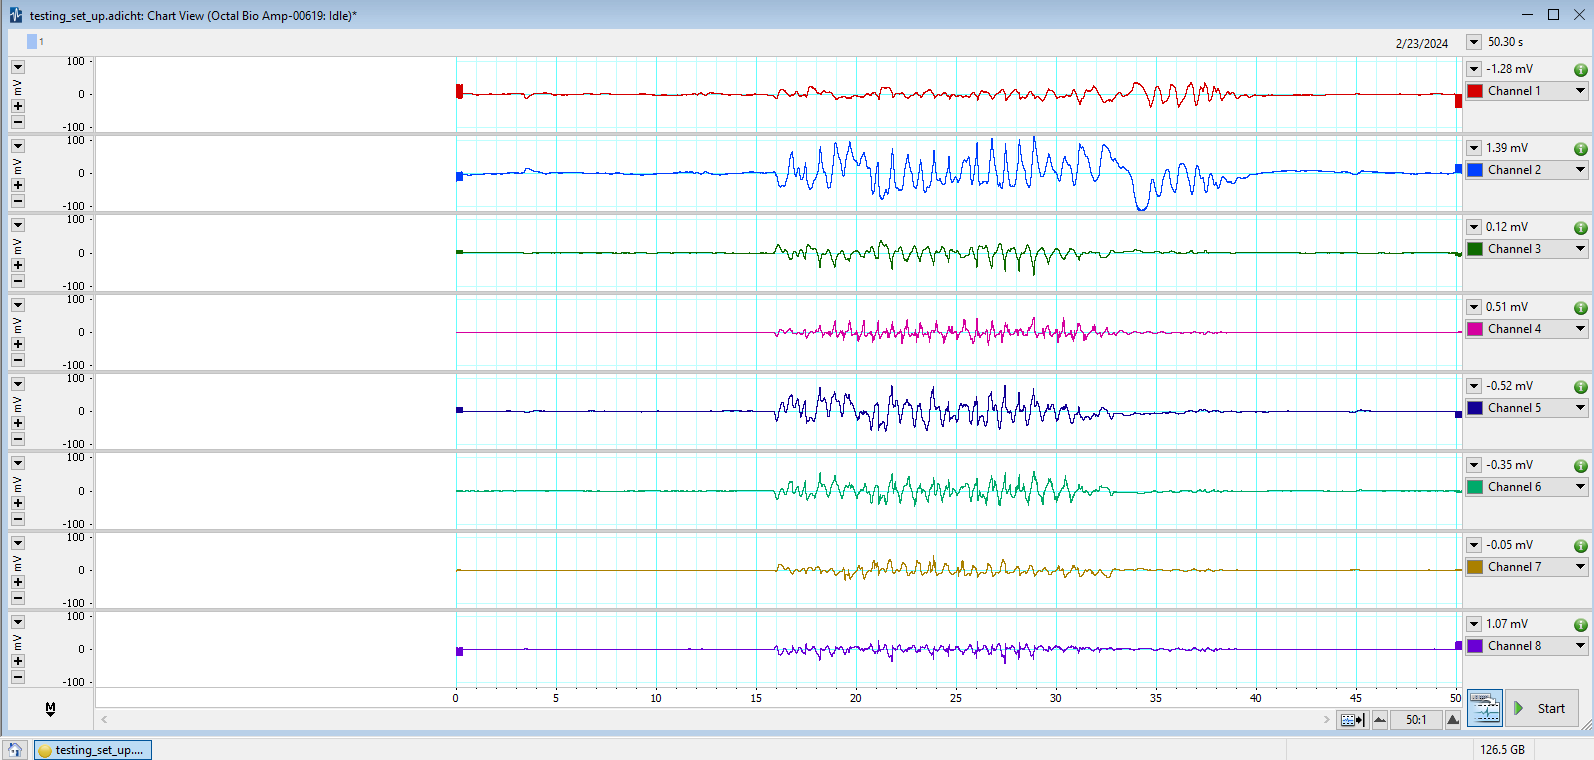 testing_set_up.adicht: Chart View (Octal Bio Amp-00619: Idle)*
1
2/23/2024
50.30 s
100
mV
0
-100
-1.28 mV
Channel 1
100
mV
0
-100
1.39 mV
Channel 2
100
mV
0
-100
0.12 mV
Channel 3
100
mV
0
-100
0.51 mV
Channel 4
100
mV
0
-100
-0.52 mV
Channel 5
100
mV
0
-100
-0.35 mV
Channel 6
100
mV
0
-100
-0.05 mV
Channel 7
100
mV
0
-100
1.07 mV
Channel 8
0 5 10 15 20 25 30 35 40 45 50
M
50:1
Start
testing_set_up....
126.5 GB